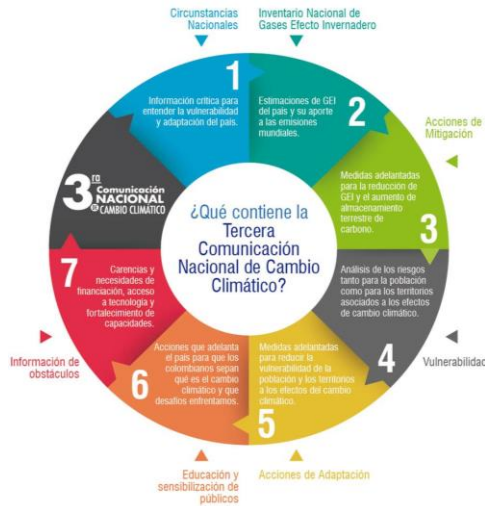 Circunstancias
Nacionales
Inventario Nacional de
Gases Efecto Invernadero
1
Información crítica para
entender la vulnerabilidad
y adaptación del país.
Estimaciones de GEI
del país y su aporte
a las emisiones
mundiales.
2
Acciones de
Mitigación
Medidas adelantadas
para la reducción de
GEI y el aumento de
almacenamiento
terrestre de
carbono.
3
3ra
Comunicación
NACIONAL
DE CAMBIO CLIMÁTICO
¿Qué contiene la
Tercera
Comunicación
Nacional de Cambio
Climático?
7
Carencias y
necesidades de
financiación, acceso
a tecnología y
fortalecimiento de
capacidades.
Análisis de los riesgos
tanto para la población
como para los territorios
asociados a los efectos
de cambio climático.
4
Información de
obstáculos
Vulnerabilidad
Acciones que adelanta
el país para que los
colombianos sepan
qué es el cambio
climático y que
desafíos enfrentamos.
6
Medidas adelantadas
para reducir la
vulnerabilidad de la
población y los territorios
a los efectos del cambio
climático.
5
Educación y
sensibilización de
públicos
Acciones de Adaptación